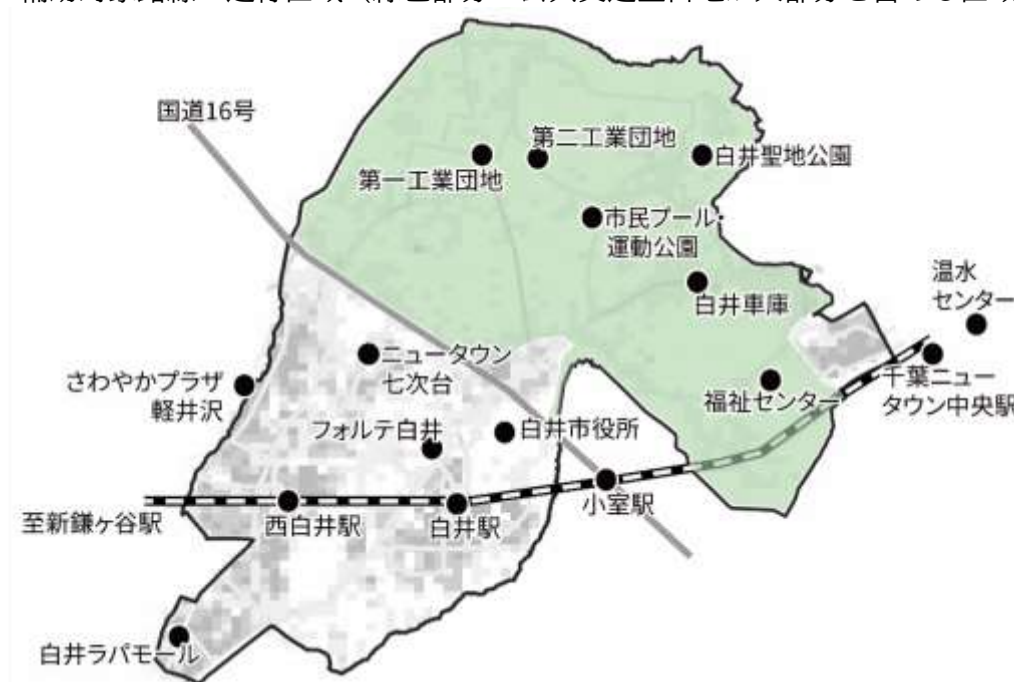 国道16号
第二工業団地
第一工業団地
白井聖地公園
市民プール・
運動公園
温水
センター
白井車庫
ニュータウン
七次台
さわやかプラザ
軽井沢
千葉ニュー
タウン中央駅
福祉センター
フォルテ白井
白井市役所
小室駅
至新鎌ヶ谷駅
西白井駅
白井駅
白井ラパモール